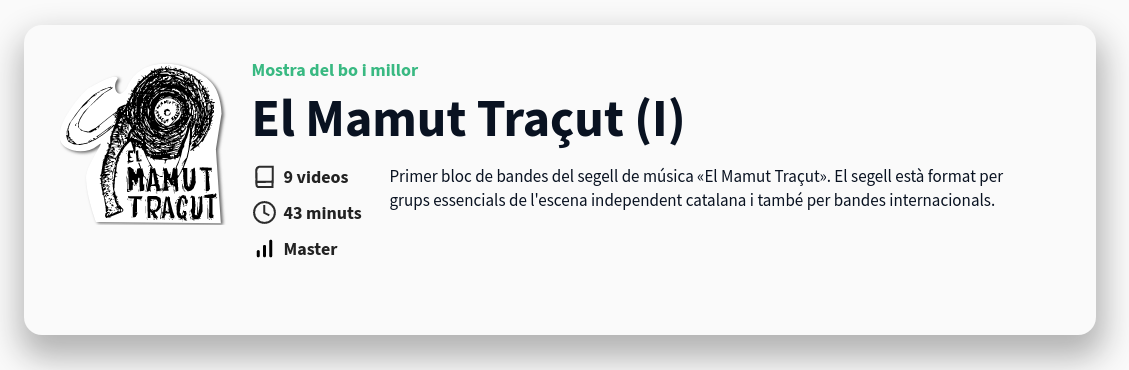 Mostra del bo i millor
El Mamut Traçut (I)
EL
MAMUT
TRAÇUT
9 videos
43 minuts
Master
Primer bloc de bandes del segell de música «El Mamut Traçut». El segell està format per
grups essencials de l'escena independent catalana i també per bandes internacionals.